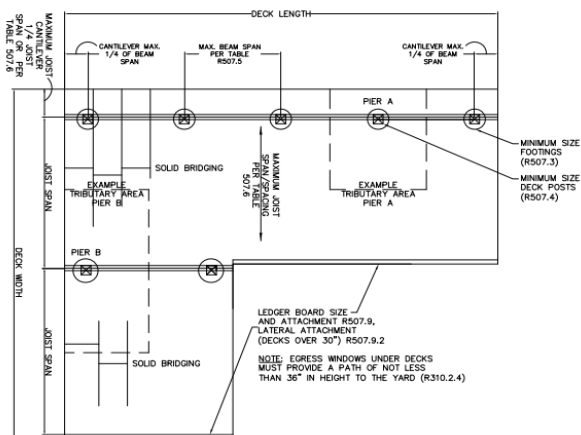 DECK LENGTH
MAXIMUM JOIST
CANTILEVER
1/4 JOIST
SPAN OR PER
TABLE 507.6
CANTILEVER MAX.
1/4 OF BEAM
SPAN
MAX. BEAM SPAN
PER TABLE
R507.5
CANTILEVER MAX.
1/4 OF BEAM
SPAN
PIER A
MINIMUM SIZE
FOOTINGS
(R507.3)
MINIMUM SIZE
DECK POSTS
(R507.4)
JOIST SPAN
SOLID BRIDGING
EXAMPLE
TRIBUTARY AREA
PIER B
MAXIMUM JOIST
SPAN/SPACING
PER TABLE
507.6
EXAMPLE
TRIBUTARY AREA
PIER A
PIER B
DECK WIDTH
JOIST SPAN
SOLID BRIDGING
LEDGER BOARD SIZE
AND ATTACHMENT R507.9,
LATERAL ATTACHMENT
(DECKS OVER 30") R507.9.2
NOTE: EGRESS WINDOWS UNDER DECKS
MUST PROVIDE A PATH OF NOT LESS
THAN 36" IN HEIGHT TO THE YARD (R310.2.4)